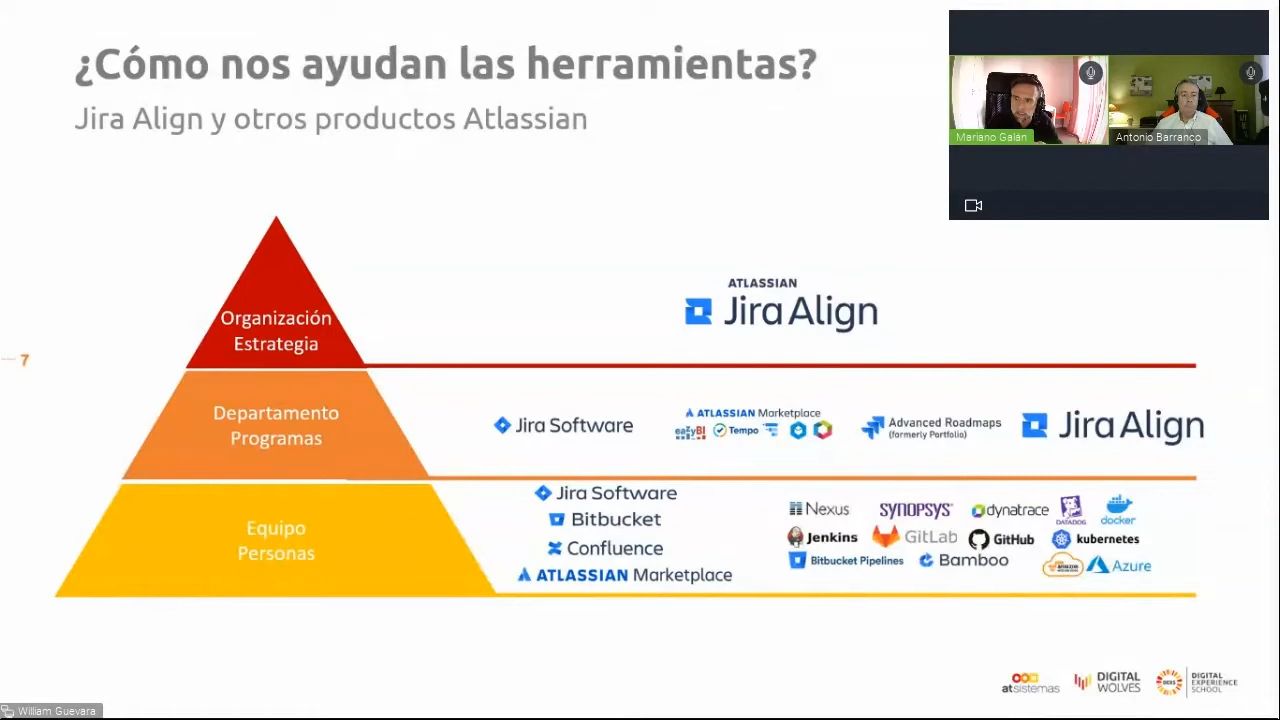 ¿Cómo nos ayudan las herramientas?
Jira Align y otros productos Atlassian
Mariano Galán
Antonio Barranco
7
Organización
Estrategia
ATLASSIAN
Jira Align
Departamento
Programas
Jira Software
ATLASSIAN Marketplace
eazyBI
Tempo
Advanced Roadmaps
(formerly Portfolio)
Jira Align
Equipo
Personas
Jira Software
Bitbucket
Confluence
ATLASSIAN Marketplace
Nexus
SYNOPSYS
dynatrace
DATADOG
docker
Jenkins
GitLab
GitHub
kubernetes
Bitbucket Pipelines
Bamboo
Azure
atsistemas
DIGITAL
WOLVES
DIGITAL
EXPERIENCE
SCHOOL
William Guevara